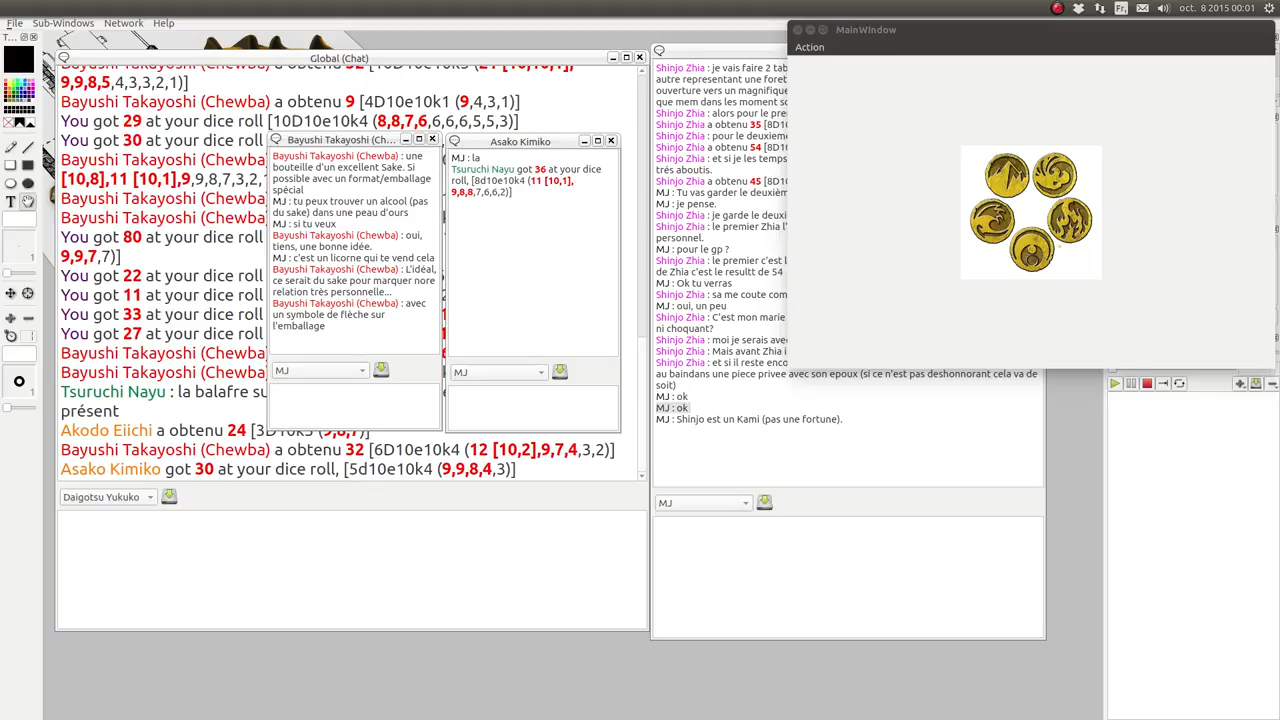 Fr
oct. 8 2015 00:01
File Sub-Windows Network Help
MainWindow
Action
T...
Global (Chat)
9,9,8,5,4,3,3,2,1)]
Bayushi Takayoshi (Chewba) a obtenu 9 [4D10e10k1 (9,4,3,1)]
You got 29 at your dice roll [10D10e10k4 (8,8,7,6,6,6,6,5,5,3)]
You got 30 at your dice roll
Bayushi Takayoshi (Chewba)
[10,8],11 [10,1],9,9,8,7,3,2,
Bayushi Takayoshi (Chewba)
Bayushi Takayoshi (Chewba)
You got 80 at your dice roll
9,9,7,7)]
You got 22 at your dice roll
You got 11 at your dice roll
You got 33 at your dice roll
You got 27 at your dice roll
Bayushi Takayoshi (Chewba)
Bayushi Takayoshi (Chewba)
Tsuruchi Nayu : la balafre su
présent
Akodo Eiichi a obtenu 24
Bayushi Takayoshi (Chewba) a obtenu 32 [6D10e10k4 (12 [10,2],9,7,4,3,2)]
Asako Kimiko got 30 at your dice roll, [5d10e10k4 (9,9,8,4,3)]
Daigotsu Yukuko
Bayushi Takayoshi (Ch...
Bayushi Takayoshi (Chewba) : une
bouteille d'un excellent Sake. Si
possible avec un format/emballage
spécial
MJ : tu peux trouver un alcool (pas
du sake) dans une peau d'ours
MJ : si tu veux
Bayushi Takayoshi (Chewba) : oui,
tiens, une bonne idée.
MJ : c'est un licorne qui te vend cela
Bayushi Takayoshi (Chewba) : L'idéal,
ce serait du sake pour marquer nore
relation très personnelle...
Bayushi Takayoshi (Chewba) : avec
un symbole de flèche sur
l'emballage
MJ
Asako Kimiko
MJ : la
Tsuruchi Nayu got 36 at your dice
roll, [8d10e10k4 (11 [10,1],
9,8,8,7,6,6,2)]
MJ
Shinjo Zhia : je vais faire 2 tab
autre representant une foret
ouverture vers un magnifique
que mem dans les moment so
Shinjo Zhia : alors pour le pre
Shinjo Zhia a obtenu 35 [8D1
Shinjo Zhia : pour le deuxiem
Shinjo Zhia a obtenu 54 [8D1
Shinjo Zhia : et si je les temps
très aboutis.
Shinjo Zhia a obtenu 45 [8D1
MJ : Tu vas garder le deuxièm
MJ : je pense.
Shinjo Zhia : je garde le deuxi
Shinjo Zhia : le premier Zhia l'
personnel.
MJ : pour le gp ?
Shinjo Zhia : le premier c'est l
de Zhia c'est le resultt de 54
MJ : Ok tu verras
Shinjo Zhia : sa me coute com
MJ : oui, un peu
Shinjo Zhia : C'est mon marie
ni choquant?
Shinjo Zhia : moi je serais avec
Shinjo Zhia : Mais avant Zhia i
Shinjo Zhia : et si il reste enco
au baindans une piece privee avec son epoux (si ce n'est pas deshonnorant cela va de
soit)
MJ : ok
MJ : ok
MJ : Shinjo est un Kami (pas une fortune).
MJ
1
1